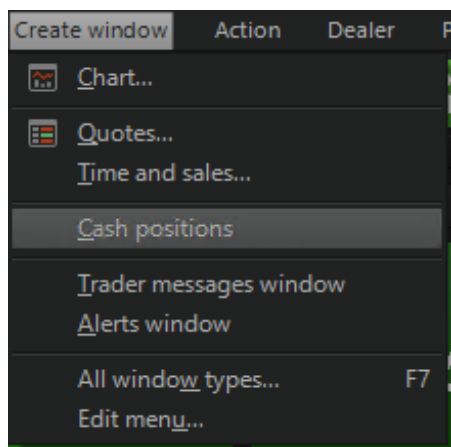 Create window Action Dealer P
Chart...
Quotes...
Time and sales...
Cash positions
Trader messages window
Alerts window
All window types... F7
Edit menu...